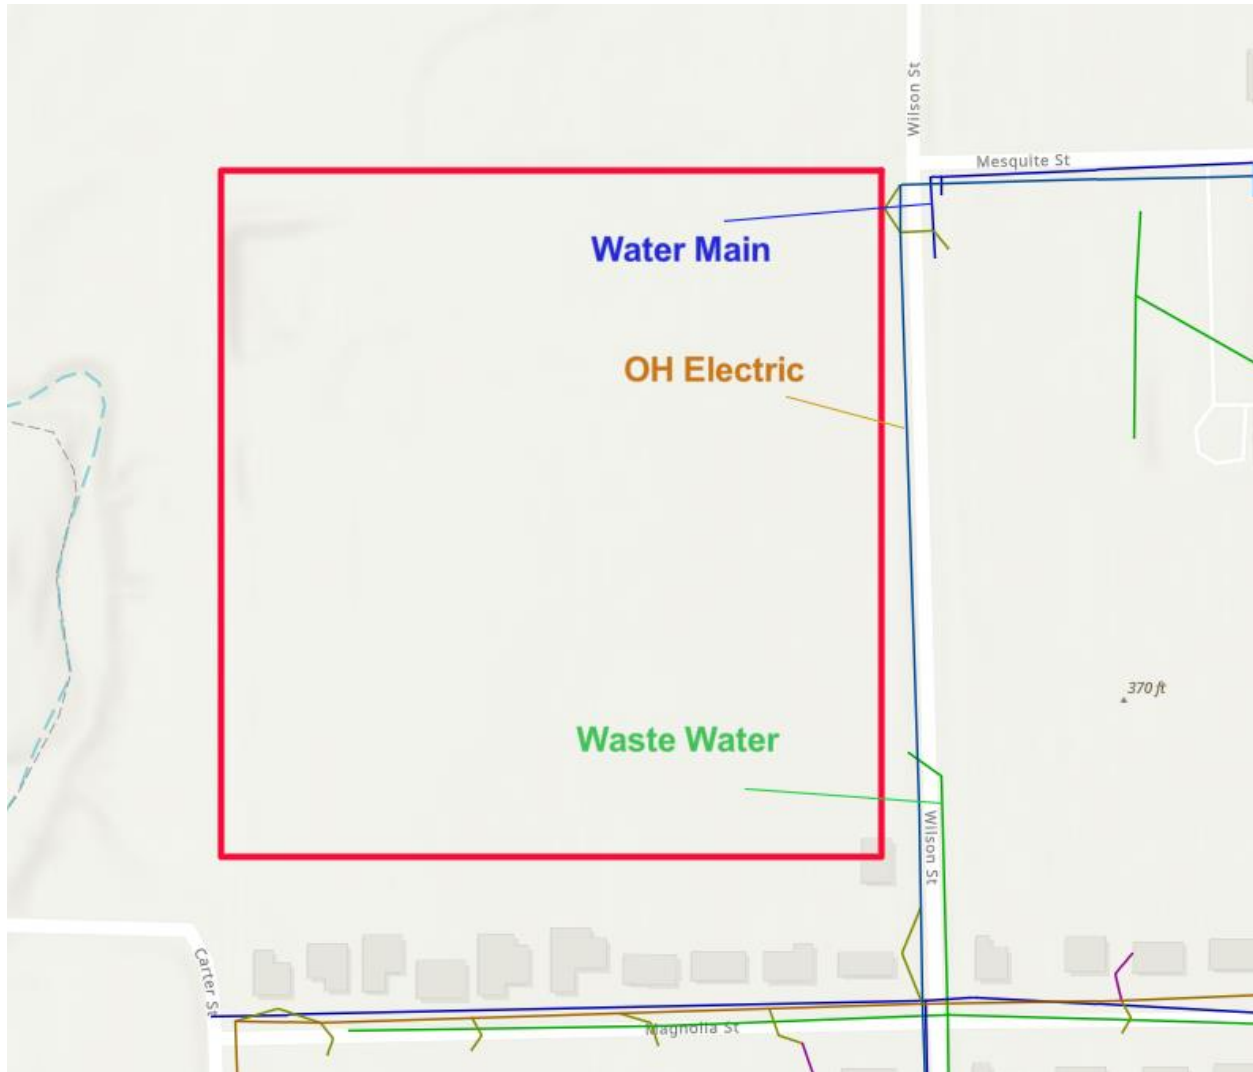 Wilson St
Mesquite St
Water Main
OH Electric
370 ft
Waste Water
Wilson St
Carter St
Magnolia St